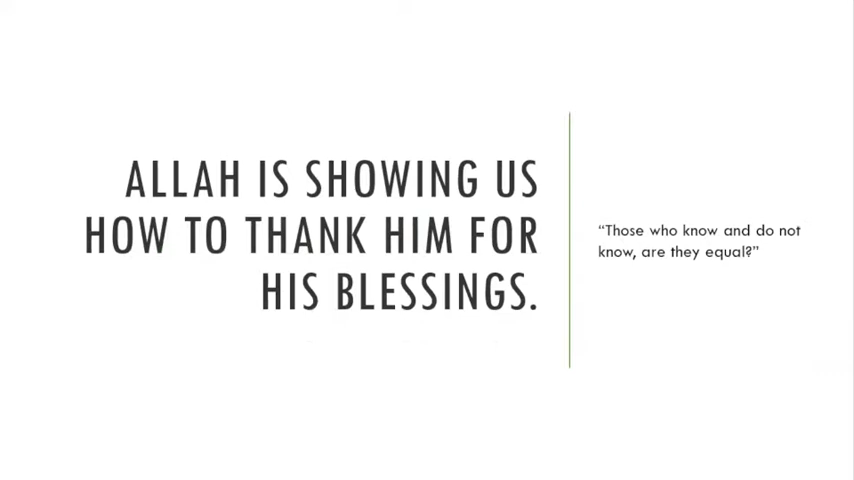 ALLAH IS SHOWING US
HOW TO THANK HIM FOR
HIS BLESSINGS.
“Those who know and do not
know, are they equal?”